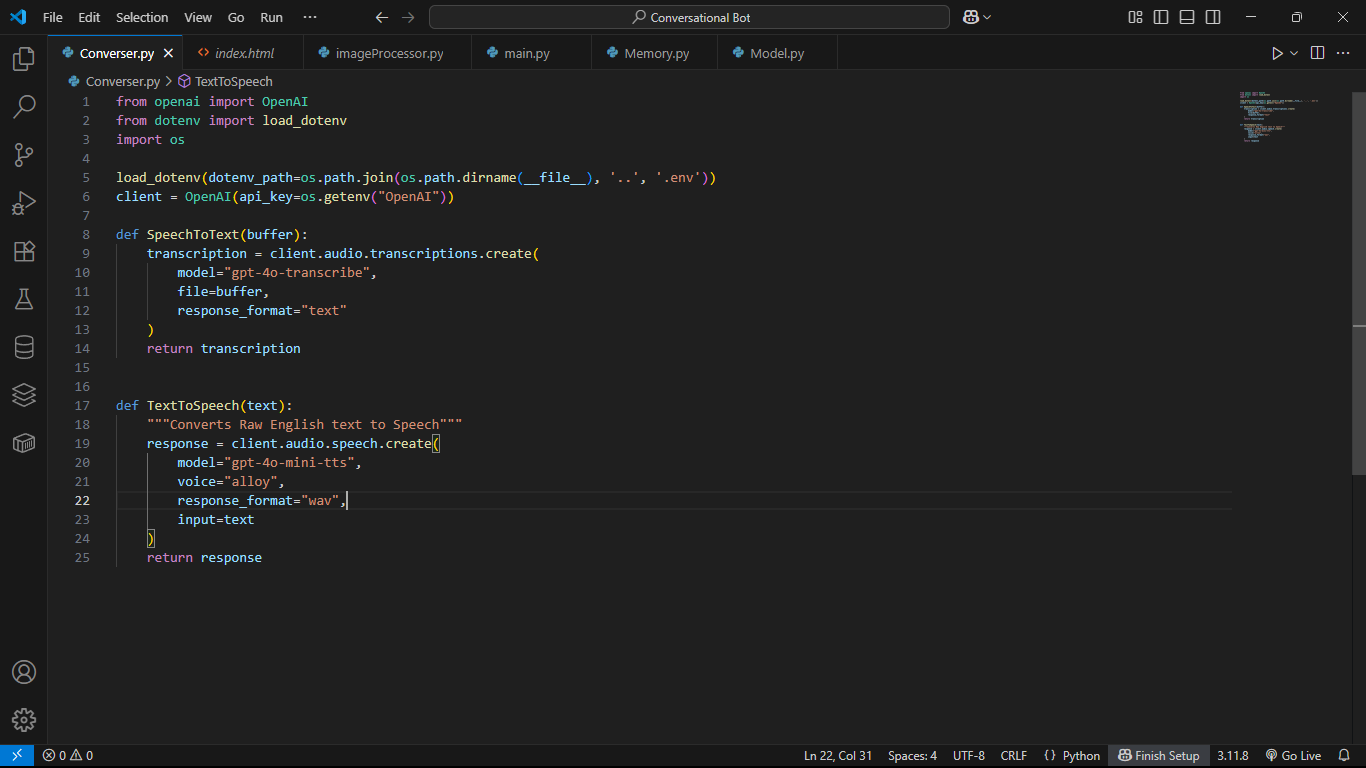 File Edit Selection View Go Run ··· Conversational Bot
Converser.py index.html imageProcessor.py main.py Memory.py Model.py
Converser.py > TextToSpeech
1 from openai import OpenAI
2 from dotenv import load_dotenv
3 import os
4
5 load_dotenv(dotenv_path=os.path.join(os.path.dirname(__file__), '..', '.env'))
6 client = OpenAI(api_key=os.getenv("OpenAI"))
7
8 def SpeechToText(buffer):
9     transcription = client.audio.transcriptions.create(
10         model="gpt-4o-transcribe",
11         file=buffer,
12         response_format="text"
13     )
14     return transcription
15
16
17 def TextToSpeech(text):
18     """Converts Raw English text to Speech"""
19     response = client.audio.speech.create(
20         model="gpt-4o-mini-tts",
21         voice="alloy",
22         response_format="wav",
23         input=text
24     )
25     return response
0 0 Ln 22, Col 31 Spaces: 4 UTF-8 CRLF {} Python Finish Setup 3.11.8 Go Live